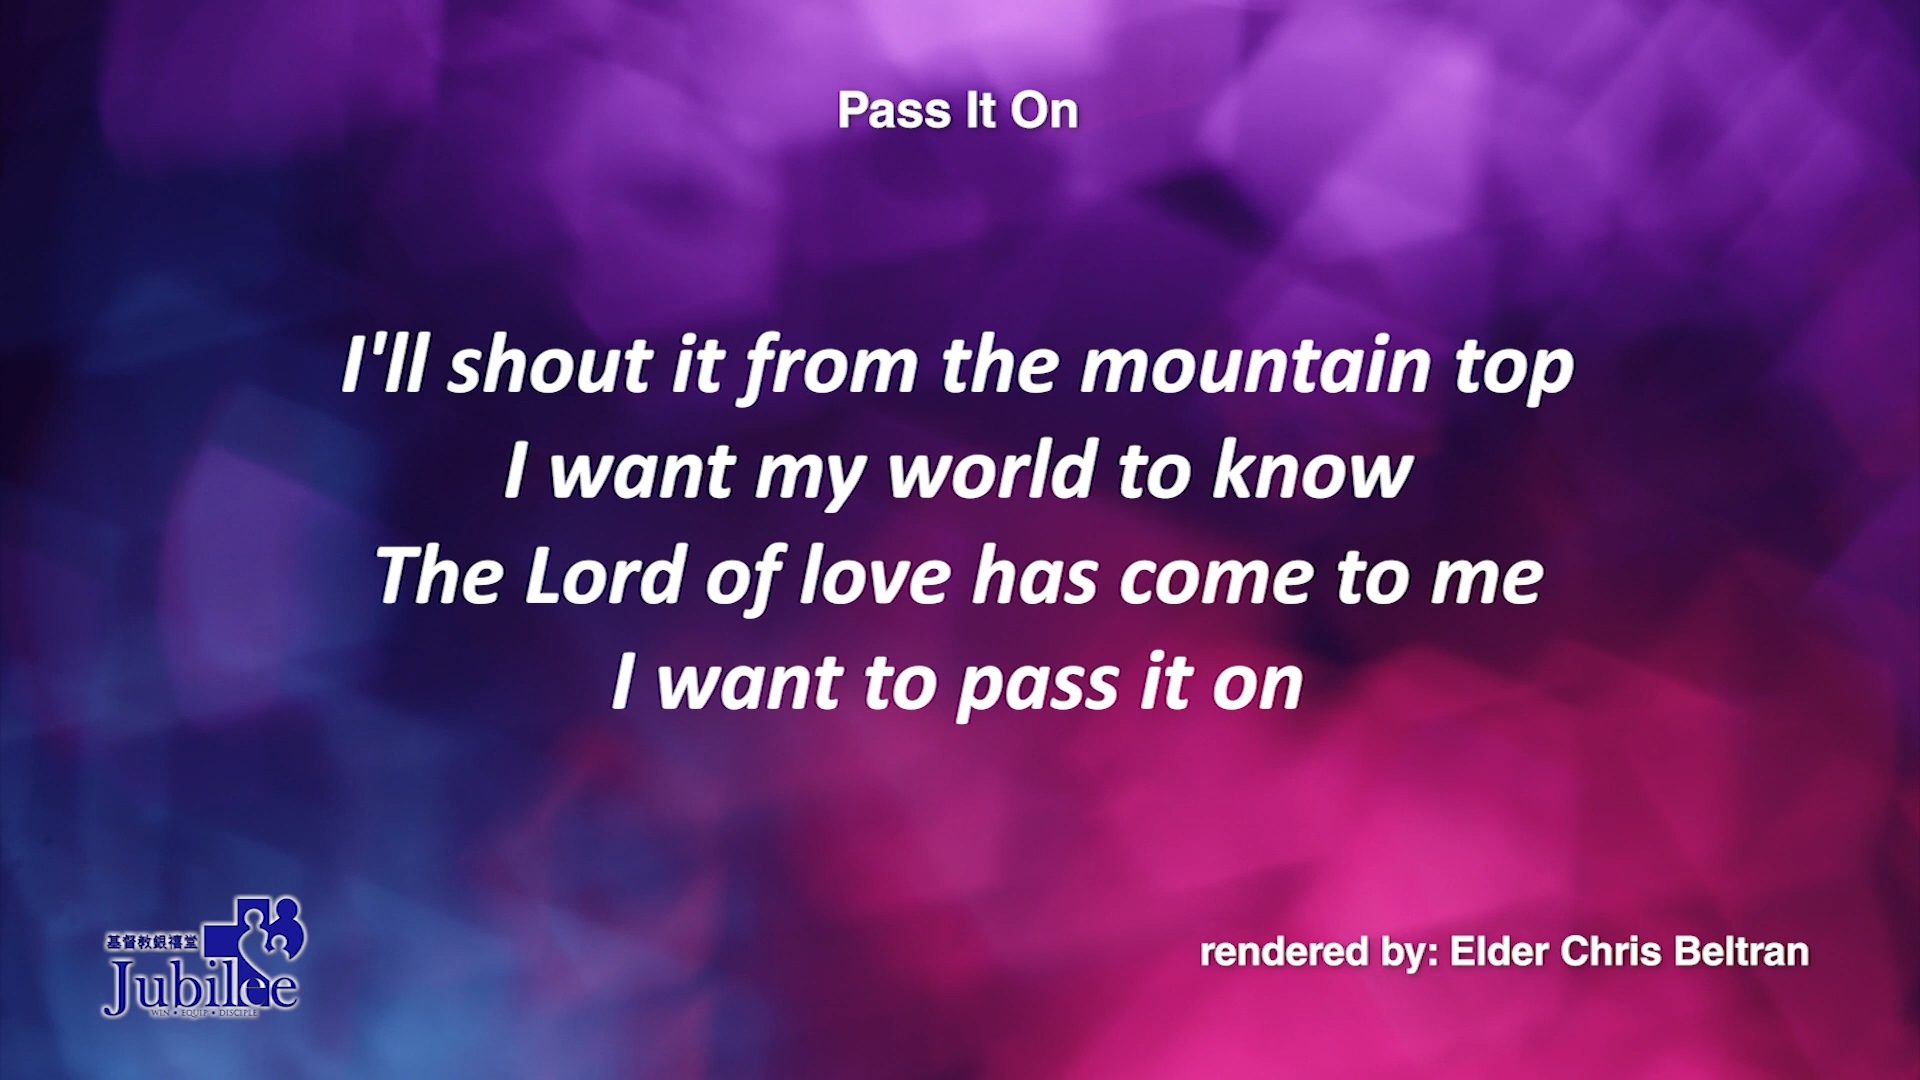 Pass It On
I'll shout it from the mountain top
I want my world to know
The Lord of love has come to me
I want to pass it on
基督教銀禧堂
Jubilee
WIN • EQUIP • DISCIPLE
rendered by: Elder Chris Beltran